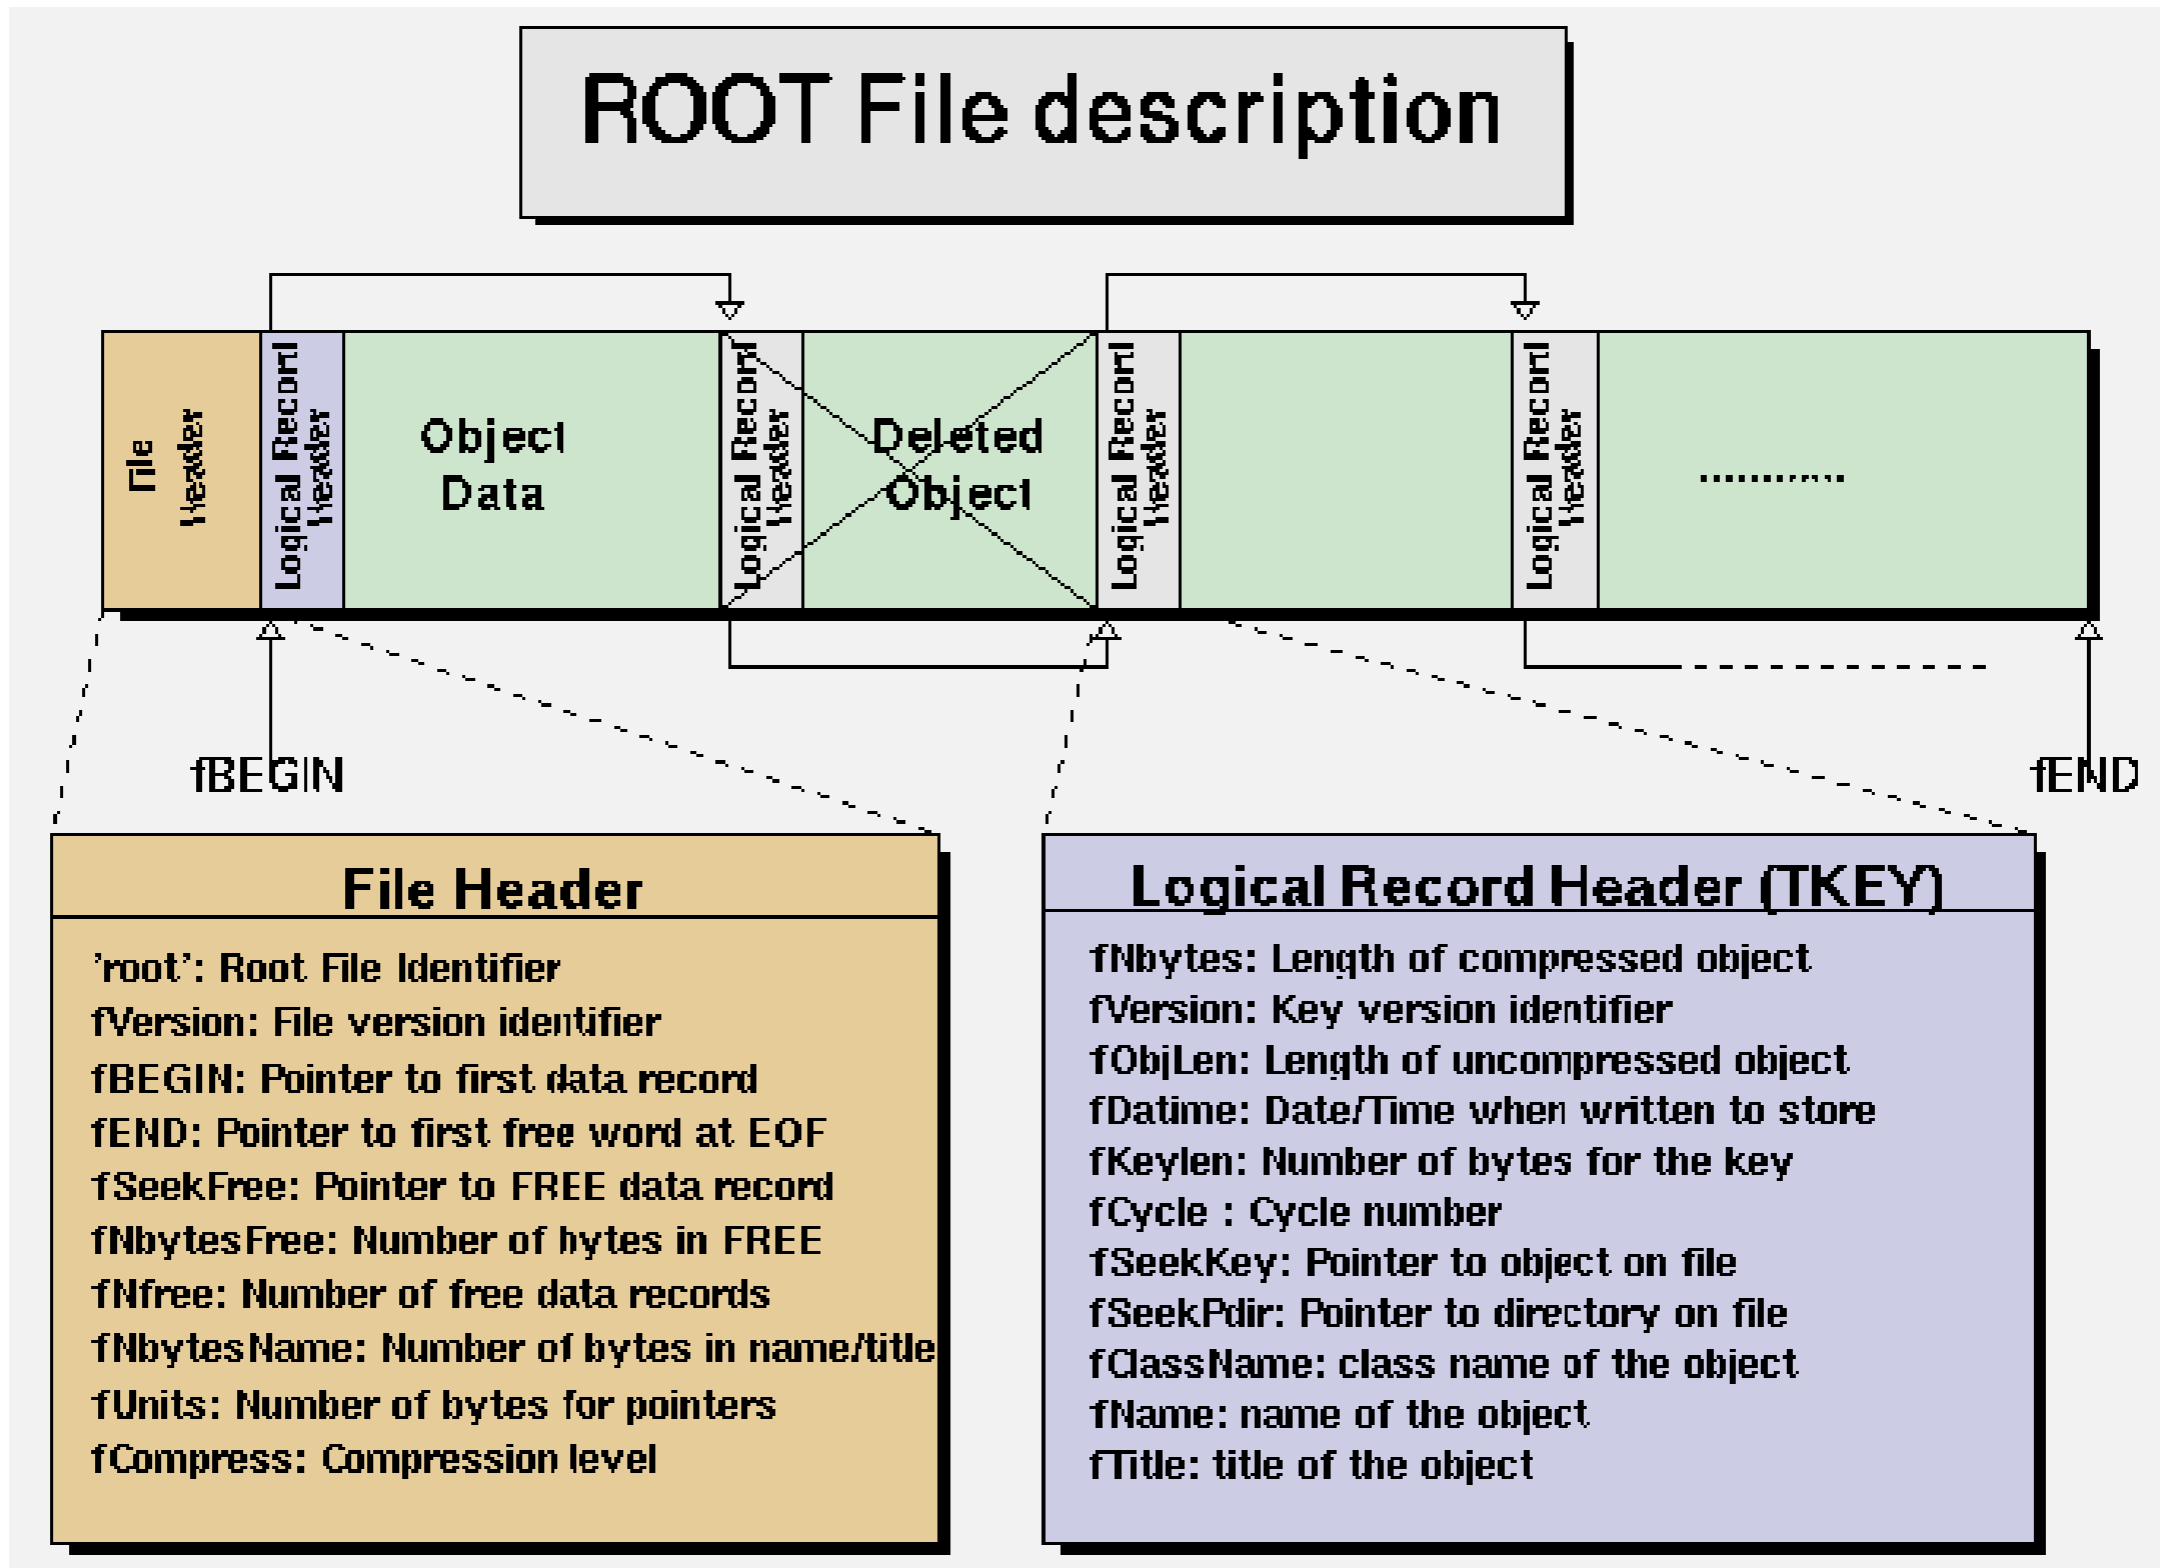 ROOT File description
File
Header
Logical Record
Header
Object
Data
Logical Record
Header
Deleted
Object
Logical Record
Header
Logical Record
Header
...........
fBEGIN
fEND
File Header
'root': Root File Identifier
fVersion: File version identifier
fBEGIN: Pointer to first data record
fEND: Pointer to first free word at EOF
fSeekFree: Pointer to FREE data record
fNbytesFree: Number of bytes in FREE
fNfree: Number of free data records
fNbytesName: Number of bytes in name/title
fUnits: Number of bytes for pointers
fCompress: Compression level
Logical Record Header (TKEY)
fNbytes: Length of compressed object
fVersion: Key version identifier
fObjLen: Length of uncompressed object
fDatime: Date/Time when written to store
fKeylen: Number of bytes for the key
fCycle : Cycle number
fSeekKey: Pointer to object on file
fSeekPdir: Pointer to directory on file
fClassName: class name of the object
fName: name of the object
fTitle: title of the object